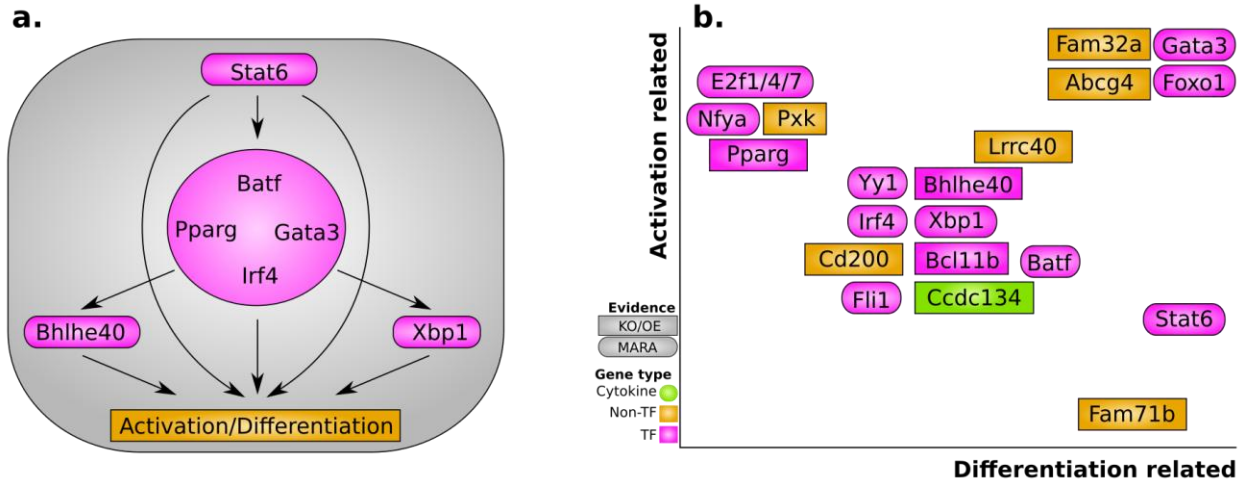 a.
Stat6
Batf
Pparg Gata3
Irf4
Bhlhe40
Xbp1
Activation/Differentiation
b.
Activation related
Fam32a Gata3
E2f1/4/7
Abcg4 Foxo1
Nfya Pxk
Pparg
Lrrc40
Yy1 Bhlhe40
Irf4 Xbp1
Cd200 Bcl11b Batf
Fli1 Ccdc134
Stat6
Fam71b
Evidence
KO/OE
MARA
Gene type
Cytokine
Non-TF
TF
Differentiation related